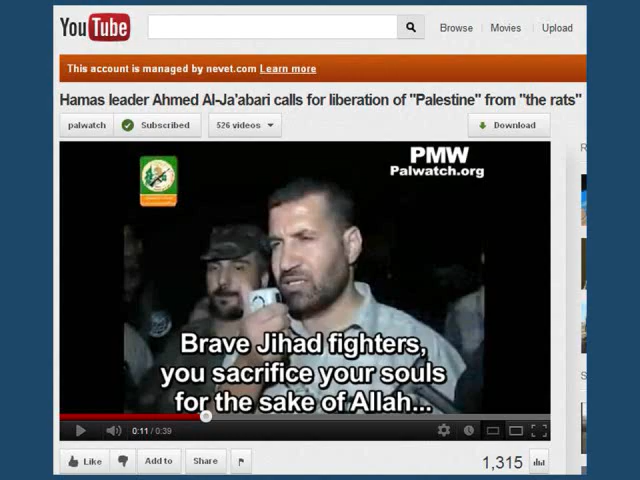 YouTube
Browse
Movies
Upload
This account is managed by nevet.com Learn more
Hamas leader Ahmed Al-Ja'abari calls for liberation of "Palestine" from "the rats"
palwatch
Subscribed
526 videos
Download
PMW
Palwatch.org
Brave Jihad fighters,
you sacrifice your souls
for the sake of Allah...
0:11 / 0:39
Like
Add to
Share
1,315